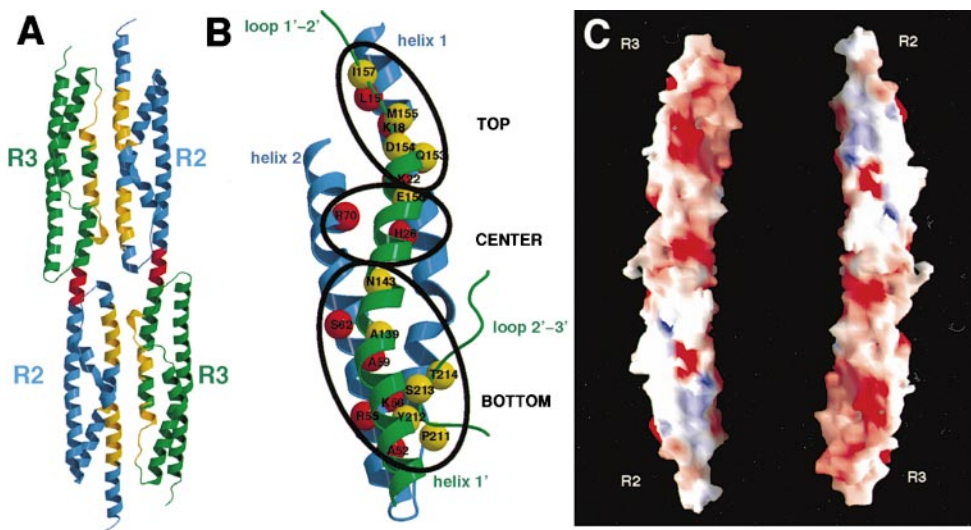 A
R3
R2
R2
R3
B
loop 1'-2'
helix 1
I157
L19
M155
K18
D154
Q153
K22
TOP
helix 2
E150
R70
H26
CENTER
N143
S62
A139
loop 2'-3'
A59
T214
S213
K56
BOTTOM
R55
Y212
P211
A52
helix 1'
C
R3
R2
R2
R3